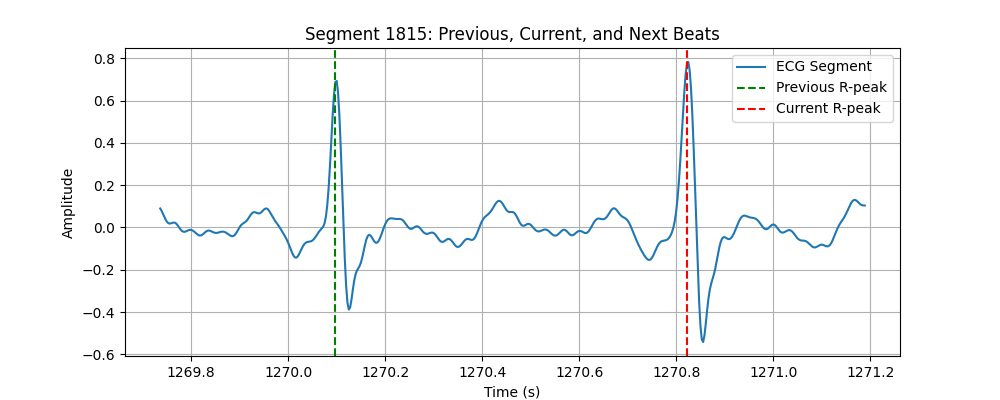 Segment 1815: Previous, Current, and Next Beats
ECG Segment
Previous R-peak
Current R-peak
Amplitude
0.8
0.6
0.4
0.2
0.0
−0.2
−0.4
−0.6
1269.8 1270.0 1270.2 1270.4 1270.6 1270.8 1271.0 1271.2
Time (s)